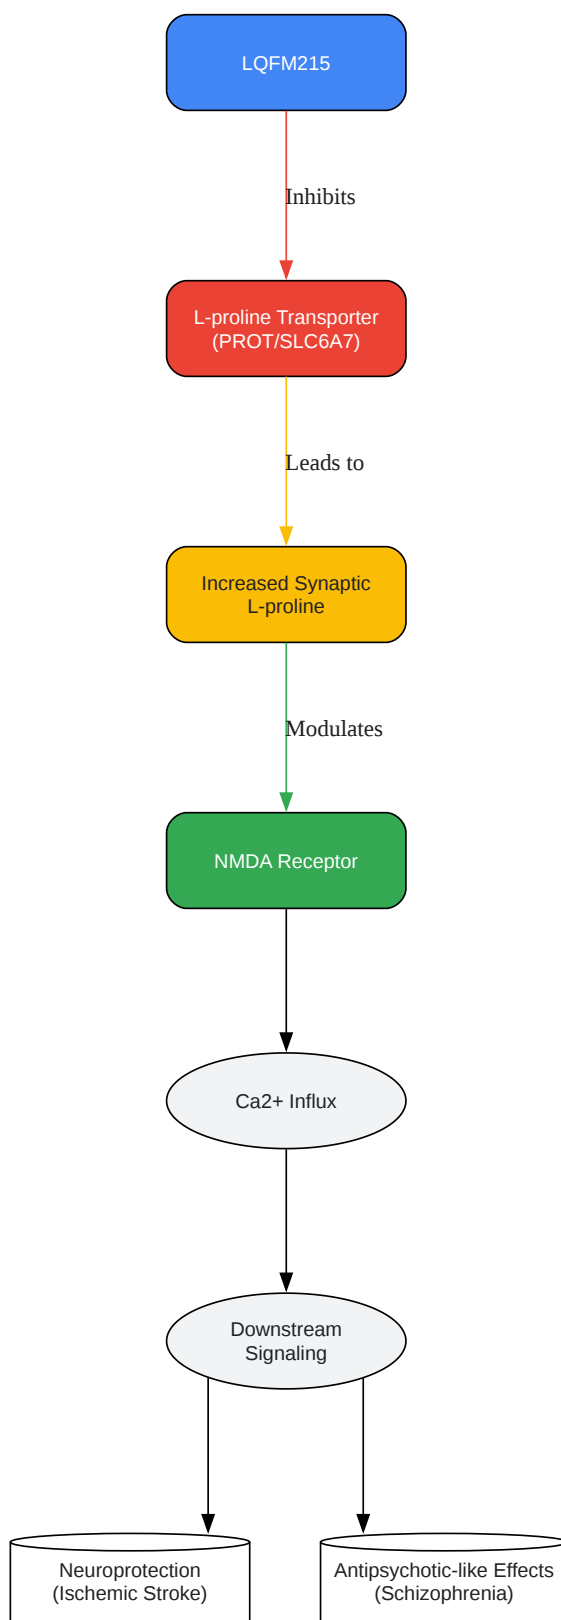 LQFM215
Inhibits
L-proline Transporter
(PROT/SLC6A7)
Leads to
Increased Synaptic
L-proline
Modulates
NMDA Receptor
Ca2+ Influx
Downstream
Signaling
Neuroprotection
(Ischemic Stroke)
Antipsychotic-like Effects
(Schizophrenia)